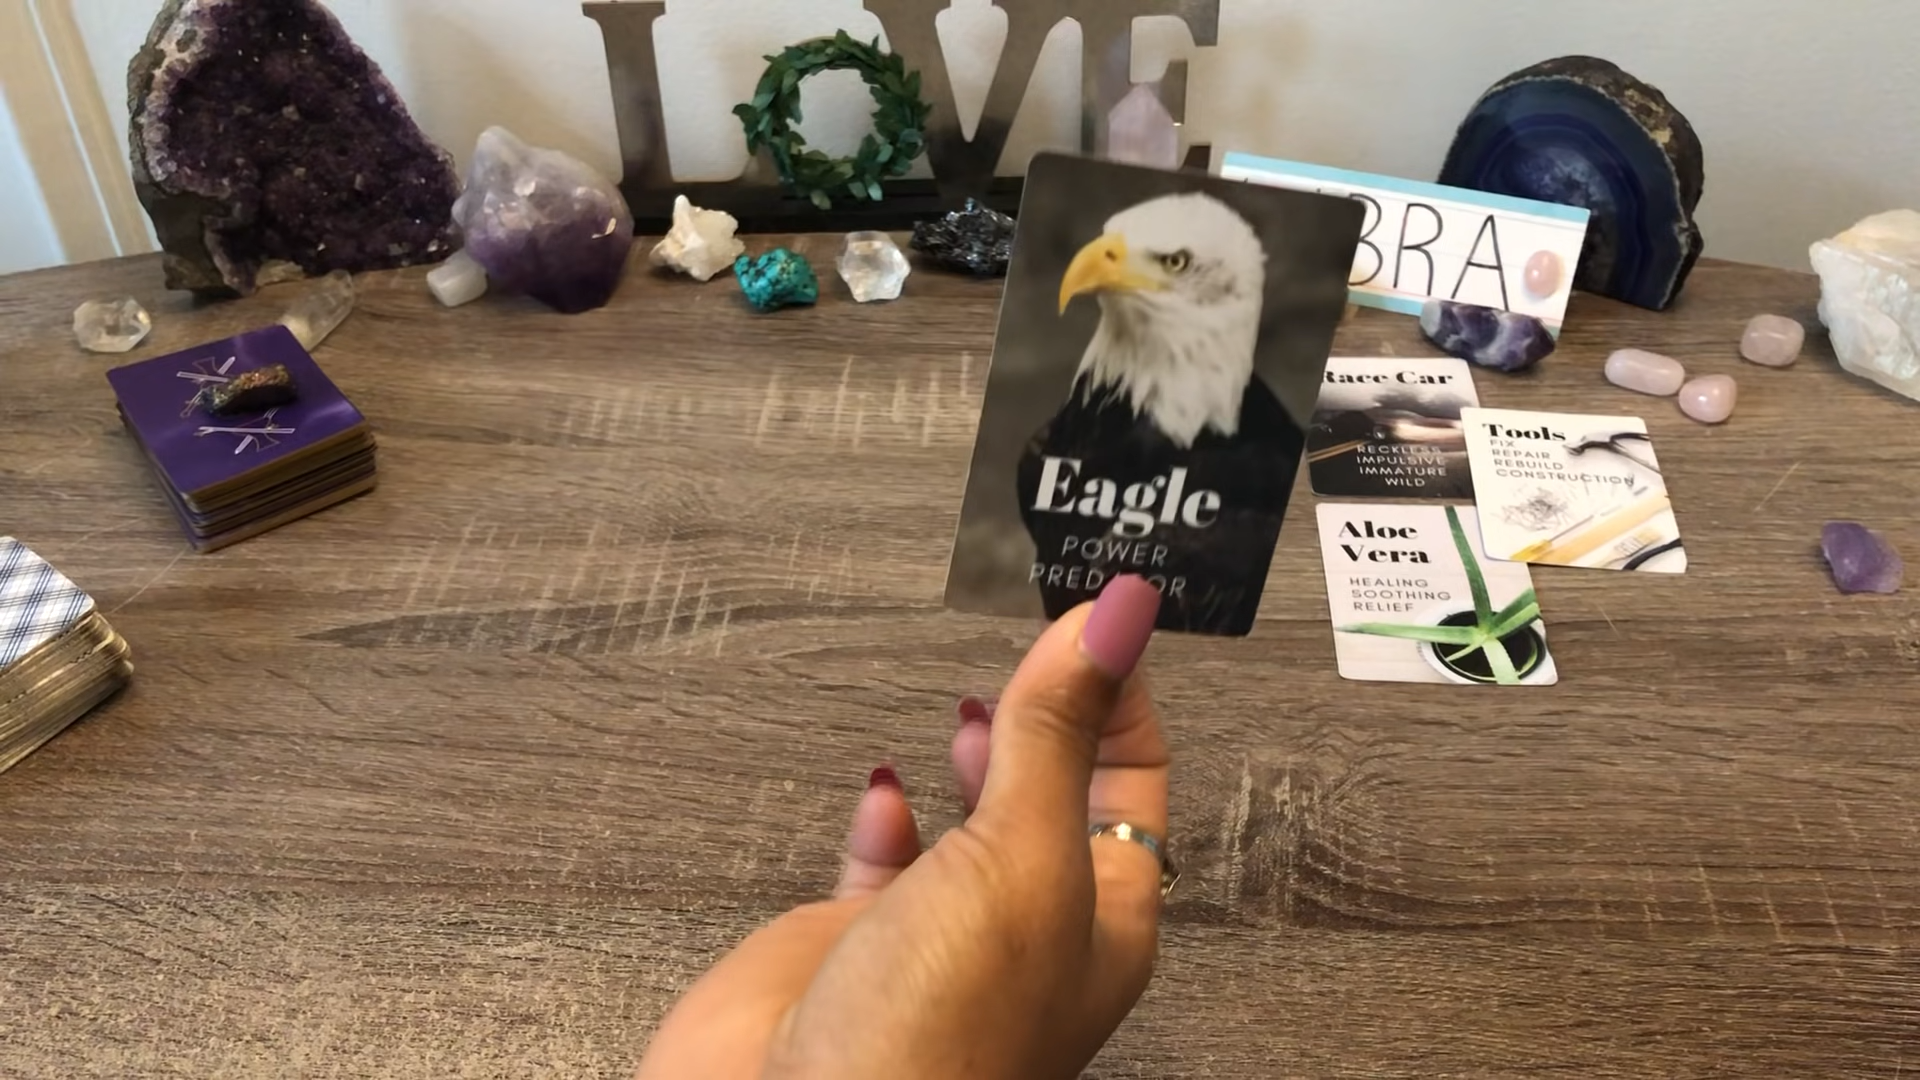 LOVE
BRA
Eagle
POWER
Race Car
RECKLESS
IMPULSIVE
IMMATURE
WILD
Tools
FIX
REPAIR
REBUILD
CONSTRUCTION
Aloe
Vera
HEALING
SOOTHING
RELIEF